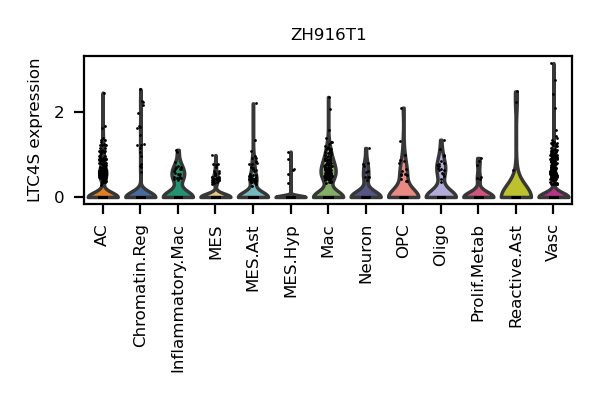 ZH916T1
LTC4S expression
2
0
AC
Chromatin.Reg
Inflammatory.Mac
MES
MES.Ast
MES.Hyp
Mac
Neuron
OPC
Oligo
Prolif.Metab
Reactive.Ast
Vasc